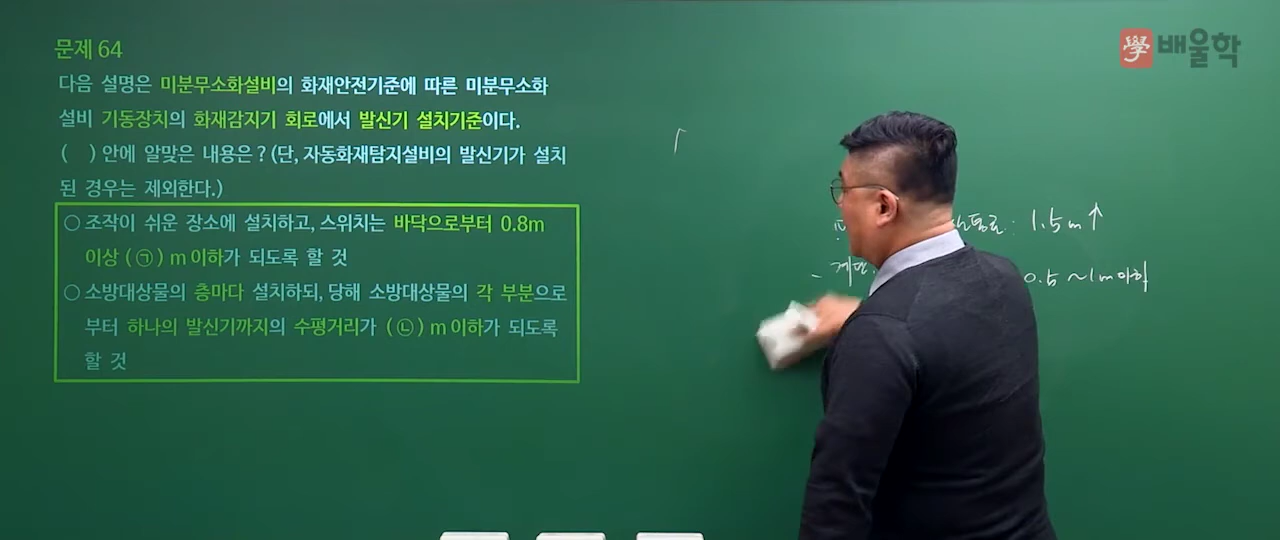 문제 64
다음 설명은 미분무소화설비의 화재안전기준에 따른 미분무소화
설비 기동장치의 화재감지기 회로에서 발신기 설치기준이다.
( ) 안에 알맞은 내용은? (단, 자동화재탐지설비의 발신기가 설치
된 경우는 제외한다.)
○ 조작이 쉬운 장소에 설치하고, 스위치는 바닥으로부터 0.8m
이상 (㉠) m 이하가 되도록 할 것
○ 소방대상물의 층마다 설치하되, 당해 소방대상물의 각 부분으로
부터 하나의 발신기까지의 수평거리가 (㉡) m 이하가 되도록
할 것
學 배울학
: 1.5m↑
- 계단
0.5 ~ 1m 이하